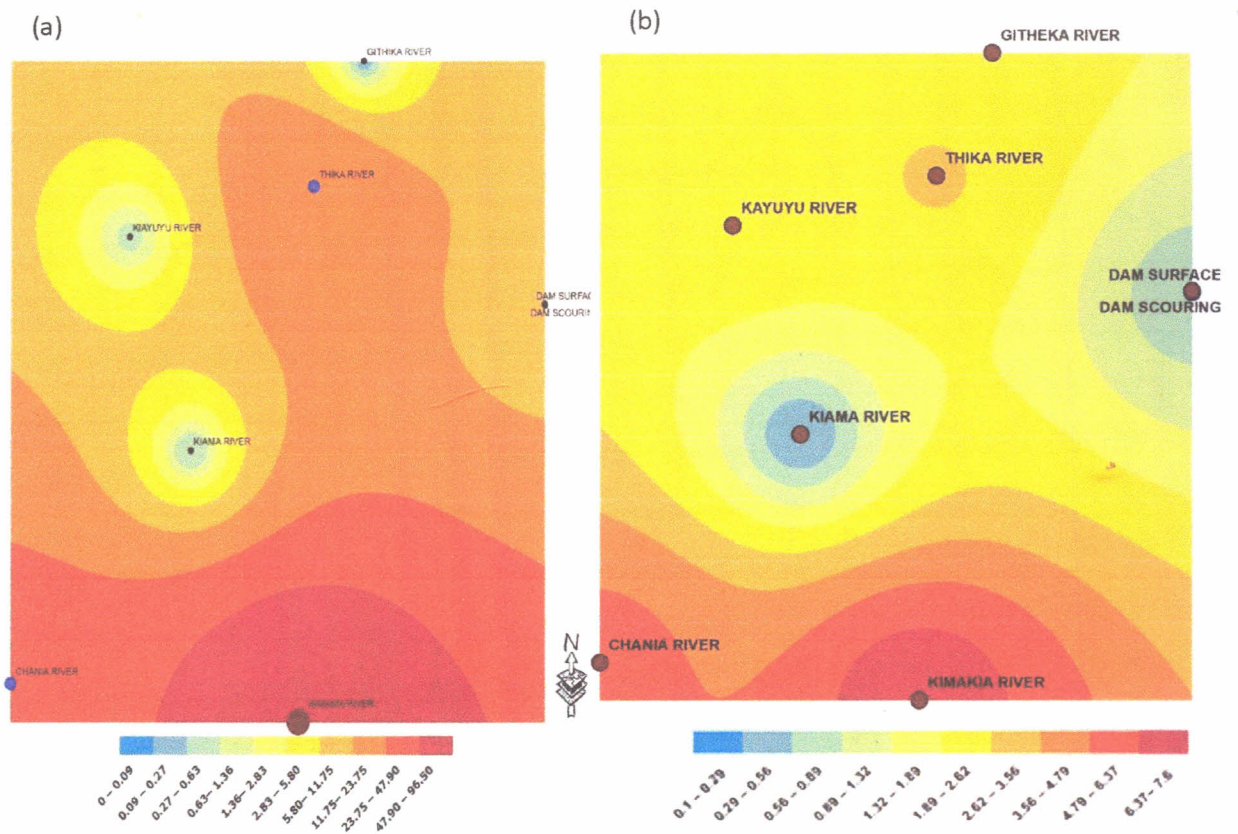 (a)
GITHIKA RIVER
THIKA RIVER
KIAYUYU RIVER
DAM SURFAC
DAM SCOURING
KIAMA RIVER
CHANIA RIVER
RIVER
0 – 0.09
0.09 – 0.27
0.27 – 0.63
0.63– 1.36
1.36– 2.83
2.83 – 5.80
5.80– 11.75
11.75 – 23.75
23.75 – 47.90
47.90 – 96.50
N
(b)
GITHEKA RIVER
THIKA RIVER
KAYUYU RIVER
DAM SURFACE
DAM SCOURING
KIAMA RIVER
CHANIA RIVER
KIMAKIA RIVER
0.1 – 0.29
0.29 – 0.56
0.56 – 0.89
0.89 – 1.32
1.32 – 1.89
1.89 – 2.62
2.62 – 3.56
3.56 – 4.79
4.79 – 6.37
6.37– 7.6